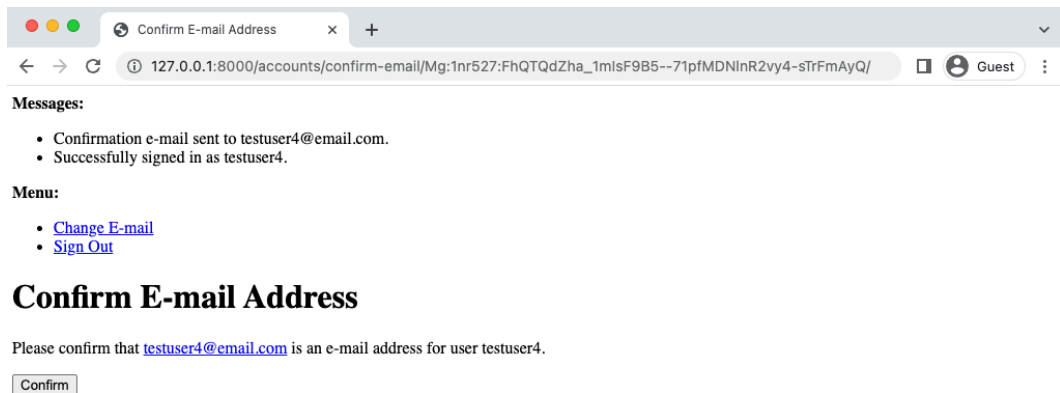 Confirm E-mail Address
127.0.0.1:8000/accounts/confirm-email/Mg:1nr527:FhQTQdZha_1mlsF9B5--71pfMDNlnR2vy4-sTrFmAyQ/
Guest
Messages:
Confirmation e-mail sent to testuser4@email.com.
Successfully signed in as testuser4.
Menu:
Change E-mail
Sign Out
Confirm E-mail Address
Please confirm that testuser4@email.com is an e-mail address for user testuser4.
Confirm